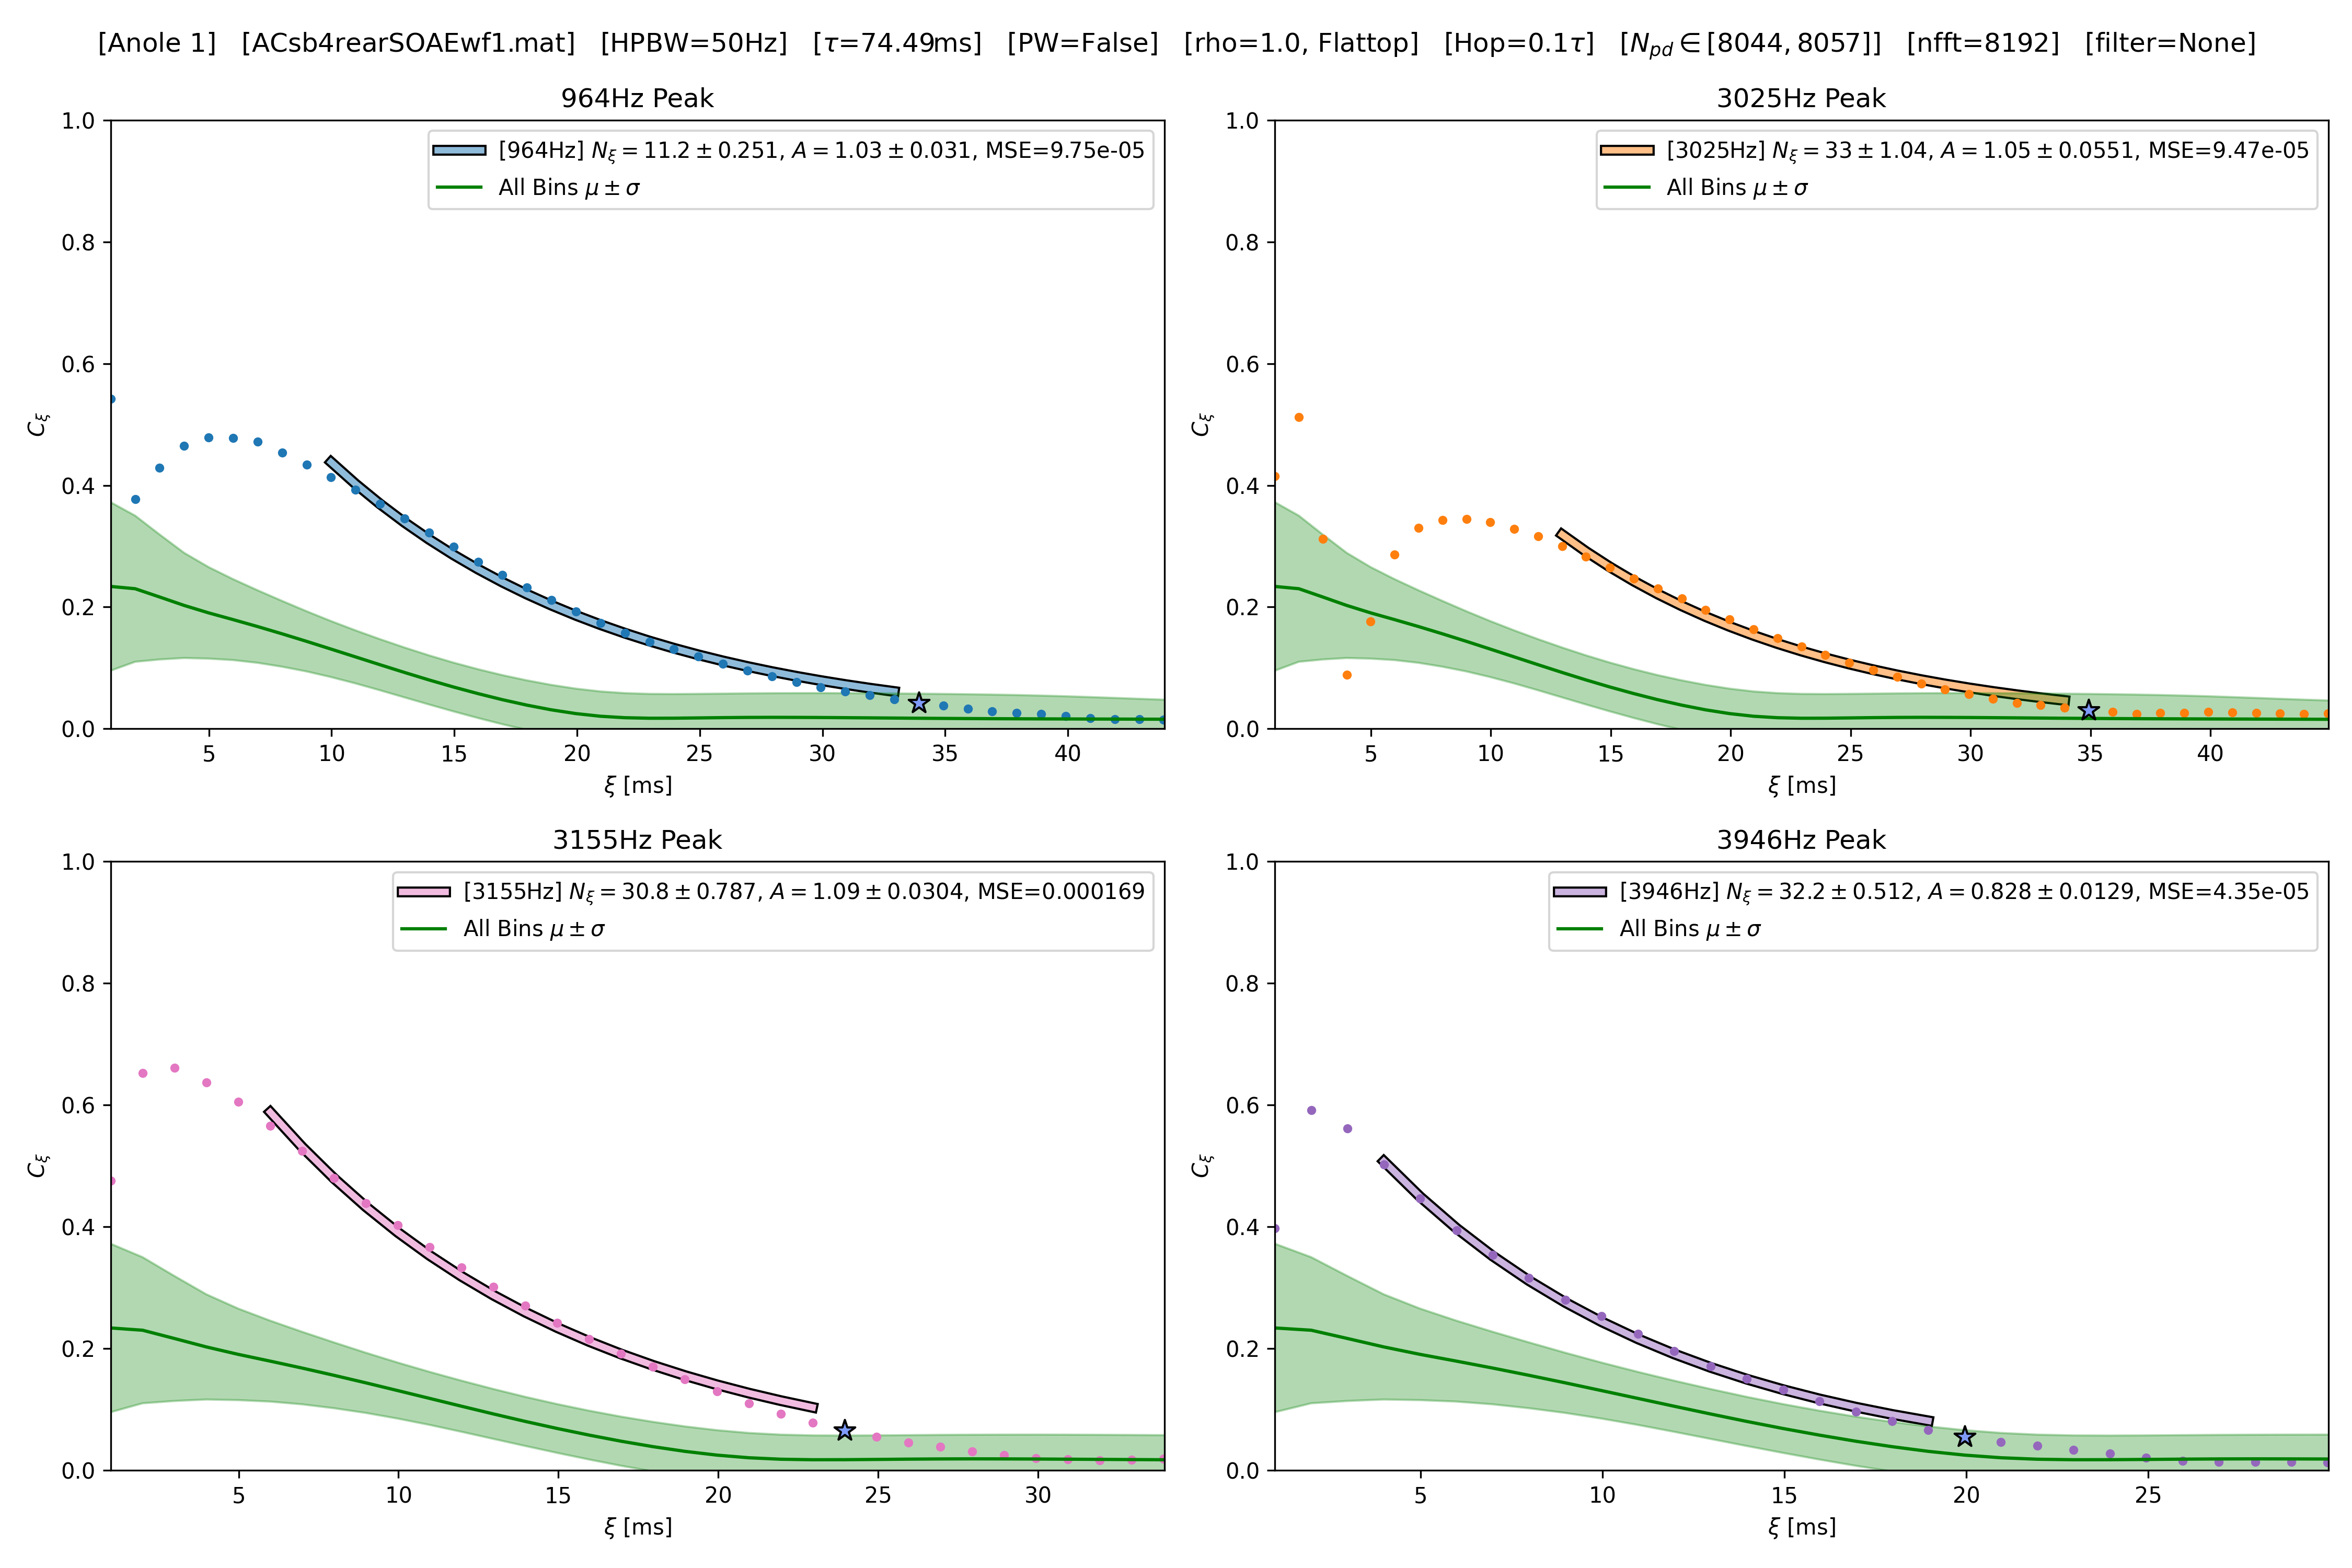 [Anole 1] [ACsb4rearSOAEwf1.mat] [HPBW=50Hz] [τ=74.49ms] [PW=False] [rho=1.0, Flattop] [Hop=0.1τ] [N_pd ∈ [8044, 8057]] [nfft=8192] [filter=None]
964Hz Peak
[964Hz] N_ξ = 11.2 ± 0.251, A = 1.03 ± 0.031, MSE=9.75e-05
All Bins μ ± σ
1.0
0.8
0.6
0.4
0.2
0.0
C_ξ
5 10 15 20 25 30 35 40
ξ [ms]
3025Hz Peak
[3025Hz] N_ξ = 33 ± 1.04, A = 1.05 ± 0.0551, MSE=9.47e-05
All Bins μ ± σ
1.0
0.8
0.6
0.4
0.2
0.0
C_ξ
5 10 15 20 25 30 35 40
ξ [ms]
3155Hz Peak
[3155Hz] N_ξ = 30.8 ± 0.787, A = 1.09 ± 0.0304, MSE=0.000169
All Bins μ ± σ
1.0
0.8
0.6
0.4
0.2
0.0
C_ξ
5 10 15 20 25 30
ξ [ms]
3946Hz Peak
[3946Hz] N_ξ = 32.2 ± 0.512, A = 0.828 ± 0.0129, MSE=4.35e-05
All Bins μ ± σ
1.0
0.8
0.6
0.4
0.2
0.0
C_ξ
5 10 15 20 25
ξ [ms]